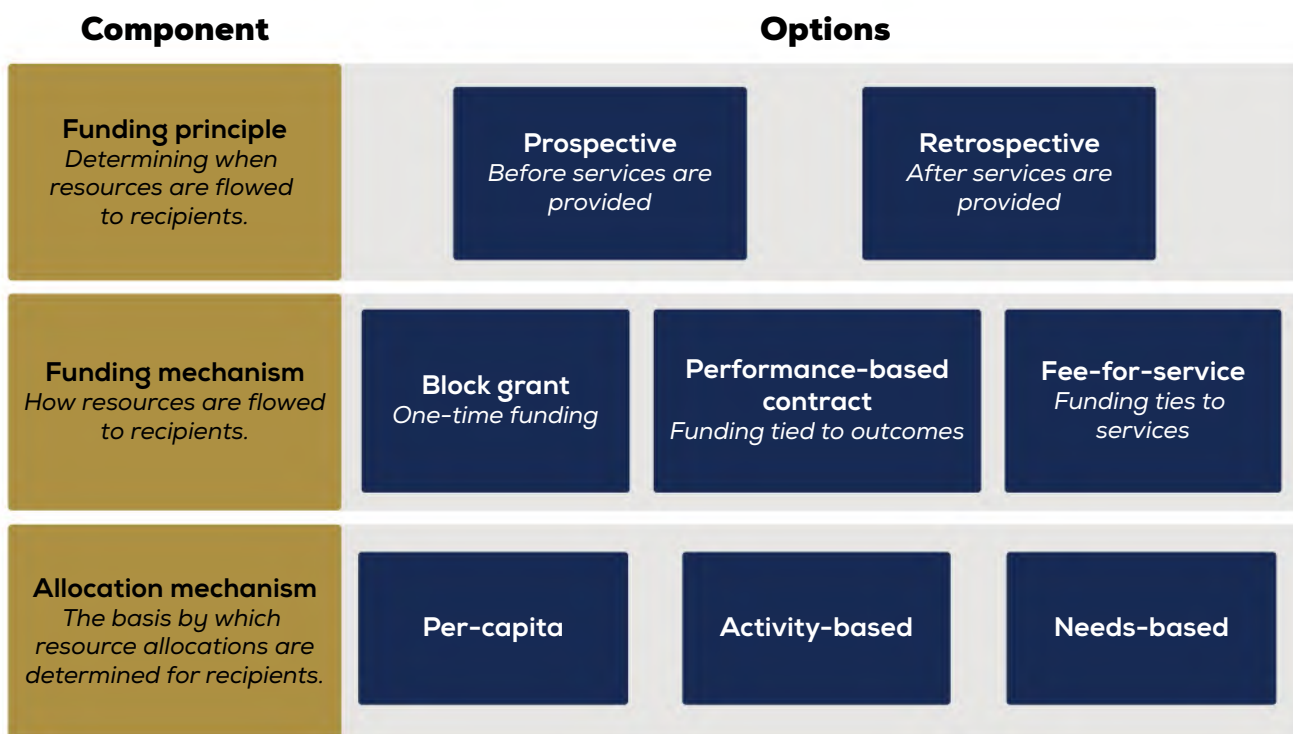 Component
Options
Funding principle
Determining when
resources are flowed
to recipients.
Prospective
Before services are
provided
Retrospective
After services are
provided
Funding mechanism
How resources are flowed
to recipients.
Block grant
One-time funding
Performance-based
contract
Funding tied to outcomes
Fee-for-service
Funding ties to
services
Allocation mechanism
The basis by which
resource allocations are
determined for recipients.
Per-capita
Activity-based
Needs-based